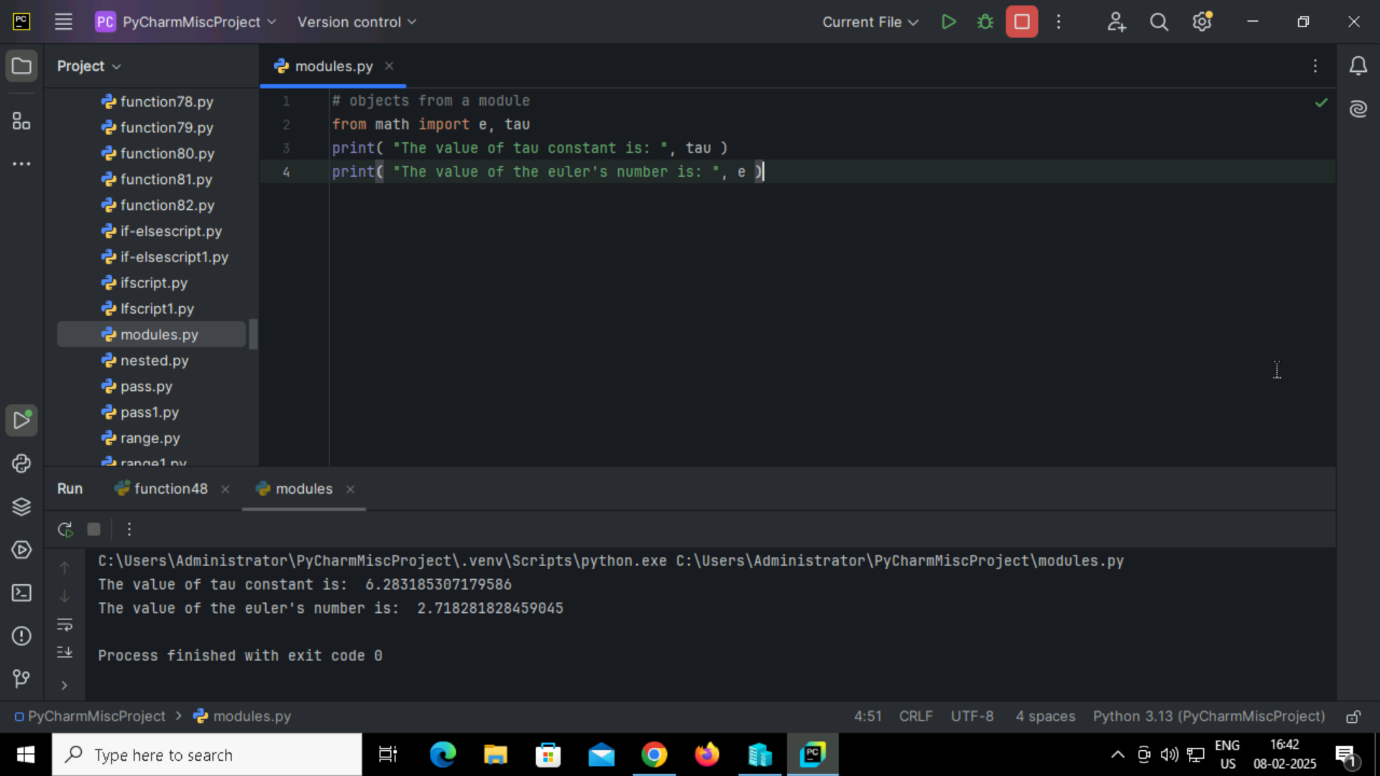 PC PC PyCharmMiscProject Version control Current File
Project
modules.py
function78.py
function79.py
function80.py
function81.py
function82.py
if-elsescript.py
if-elsescript1.py
ifscript.py
Ifscript1.py
modules.py
nested.py
pass.py
pass1.py
range.py
range1.py
1 # objects from a module
2 from math import e, tau
3 print( "The value of tau constant is: ", tau )
4 print( "The value of the euler's number is: ", e )
Run function48 modules
C:\Users\Administrator\PyCharmMiscProject\.venv\Scripts\python.exe C:\Users\Administrator\PyCharmMiscProject\modules.py
The value of tau constant is:  6.283185307179586
The value of the euler's number is:  2.718281828459045
Process finished with exit code 0
PyCharmMiscProject > modules.py 4:51 CRLF UTF-8 4 spaces Python 3.13 (PyCharmMiscProject)
Type here to search
PC
ENG
US
16:42
08-02-2025
1